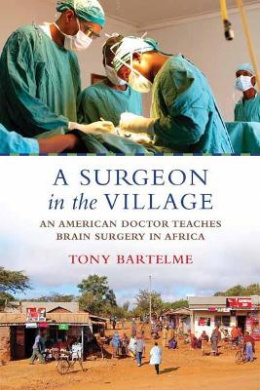 A SURGEON
in the VILLAGE
AN AMERICAN DOCTOR TEACHES
BRAIN SURGERY IN AFRICA
TONY BARTELME